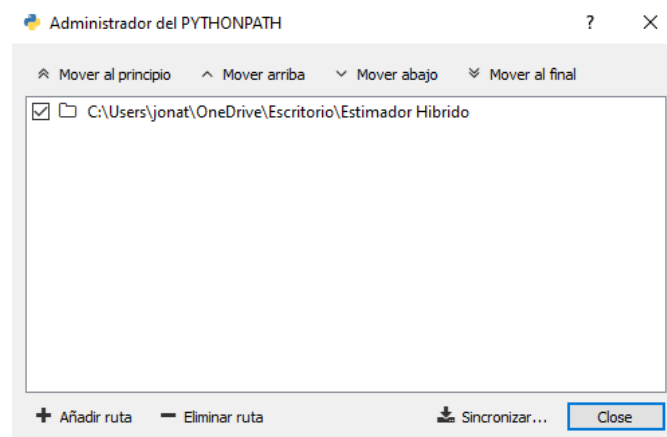 Administrador del PYTHONPATH ?
Mover al principio Mover arriba Mover abajo Mover al final
C:\Users\jonat\OneDrive\Escritorio\Estimador Hibrido
Añadir ruta Eliminar ruta Sincronizar... Close